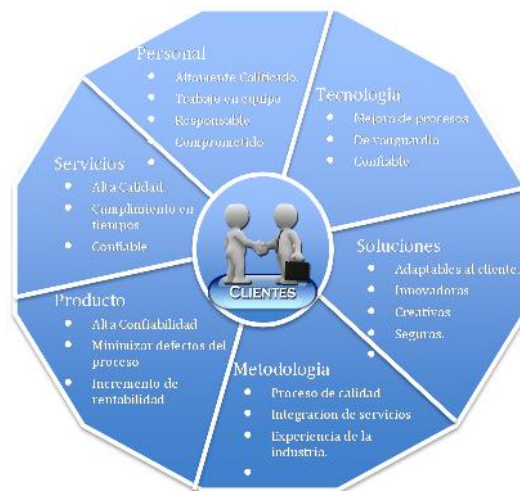 Personal
Altamente Calificado.
Trabajo en equipo
Responsable
Comprometido
Tecnologia
Mejora de procesos
De vanguardia
Confiable
Servicios
Alta Calidad
Cumplimiento en
tiempos
Confiable
Soluciones
Adaptables al cliente.
Innovadoras
Creativas
Seguras.
CLIENTES
Producto
Alta Confiabilidad
Minimizar defectos del
proceso
Incremento de
rentabilidad
Metodologia
Proceso de calidad
Integracion de servicios
Experiencia de la
industria.